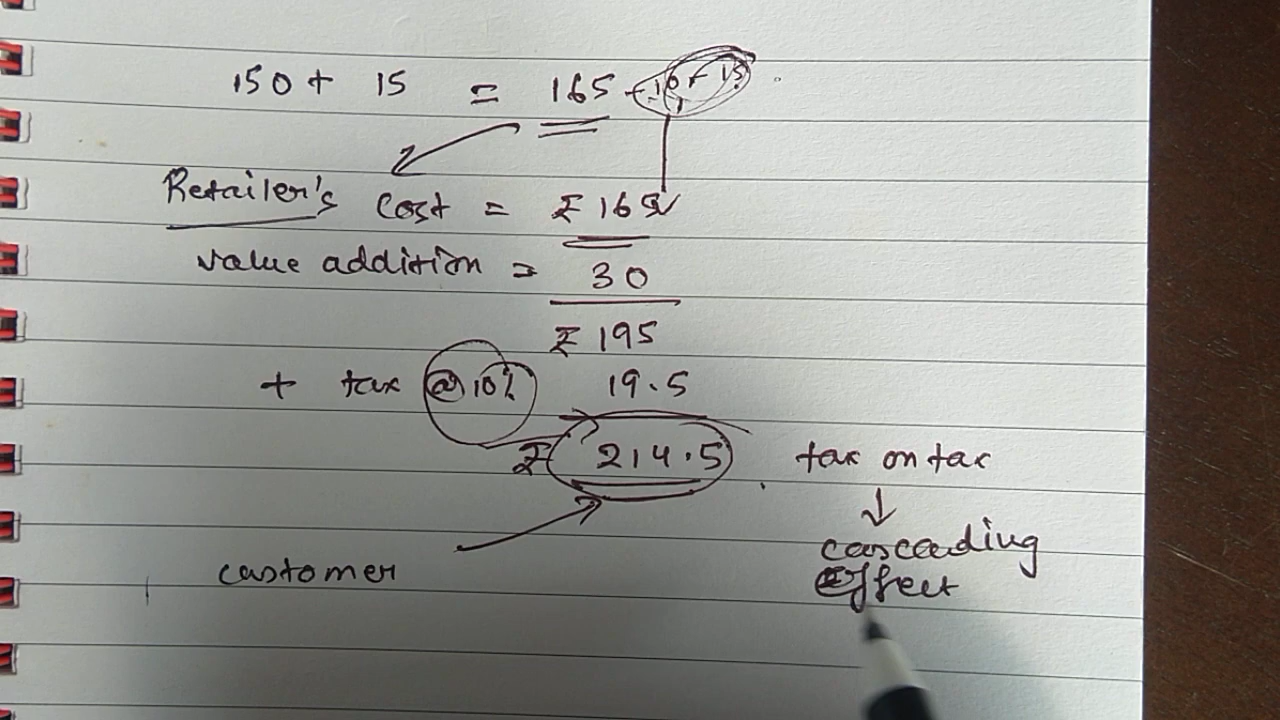 150 + 15 = 165 - 10 + 15
Retailer's cost = ₹ 165
value addition = 30
₹ 195
+ tax @ 10% 19.5
₹ 214.5 tax on tax
↓
customer cascading
Effect